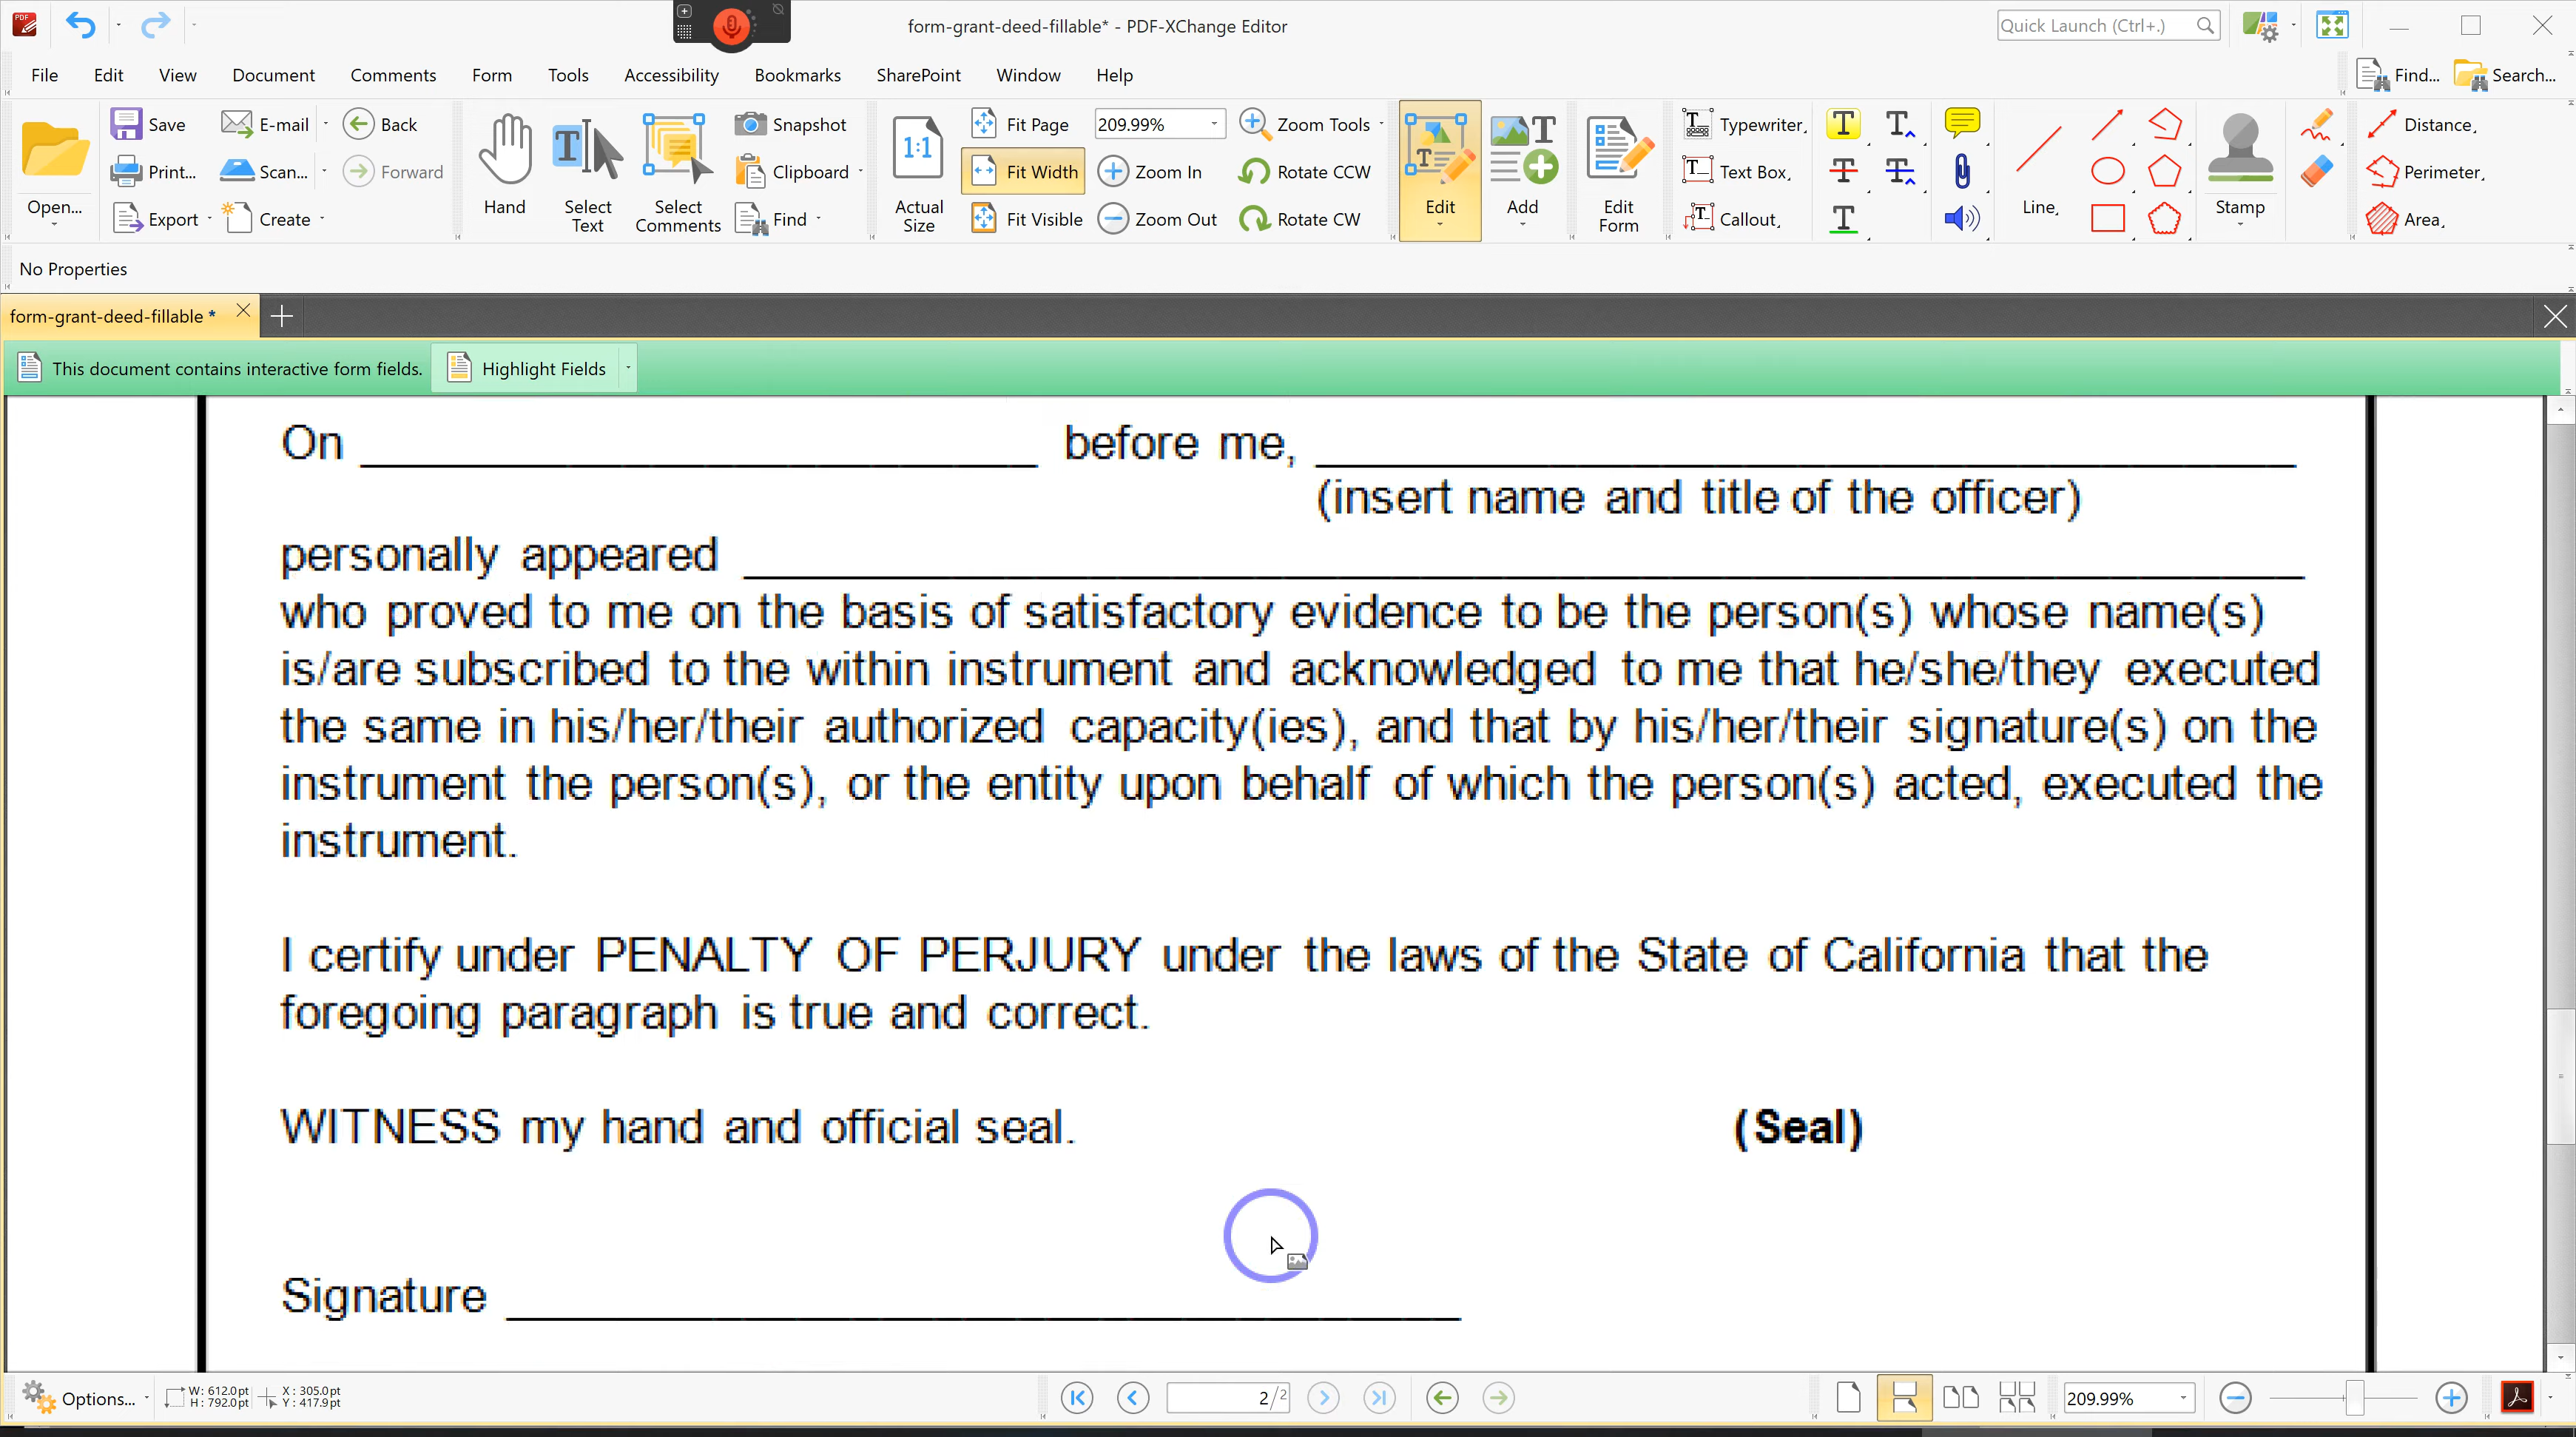 form-grant-deed-fillable* - PDF-XChange Editor
Quick Launch (Ctrl+.)
File Edit View Document Comments Form Tools Accessibility Bookmarks SharePoint Window Help Find... Search...
Open...
Save E-mail Back
Print... Scan... Forward
Export Create
Hand
Select Text
Select Comments
Snapshot
Clipboard
Find
1:1
Actual Size
Fit Page 209.99% Zoom Tools
Fit Width Zoom In Rotate CCW
Fit Visible Zoom Out Rotate CW
Edit
Add
Edit Form
Typewriter
Text Box
Callout
Line
Stamp
Distance
Perimeter
Area
No Properties
form-grant-deed-fillable *
This document contains interactive form fields. Highlight Fields
On ______ before me, ______
(insert name and title of the officer)
personally appeared ______
who proved to me on the basis of satisfactory evidence to be the person(s) whose name(s)
is/are subscribed to the within instrument and acknowledged to me that he/she/they executed
the same in his/her/their authorized capacity(ies), and that by his/her/their signature(s) on the
instrument the person(s), or the entity upon behalf of which the person(s) acted, executed the
instrument.
I certify under PENALTY OF PERJURY under the laws of the State of California that the
foregoing paragraph is true and correct.
WITNESS my hand and official seal. (Seal)
Signature ______
Options... W: 612.0pt X: 305.0pt
H: 792.0pt Y: 417.9pt
2/2
209.99%